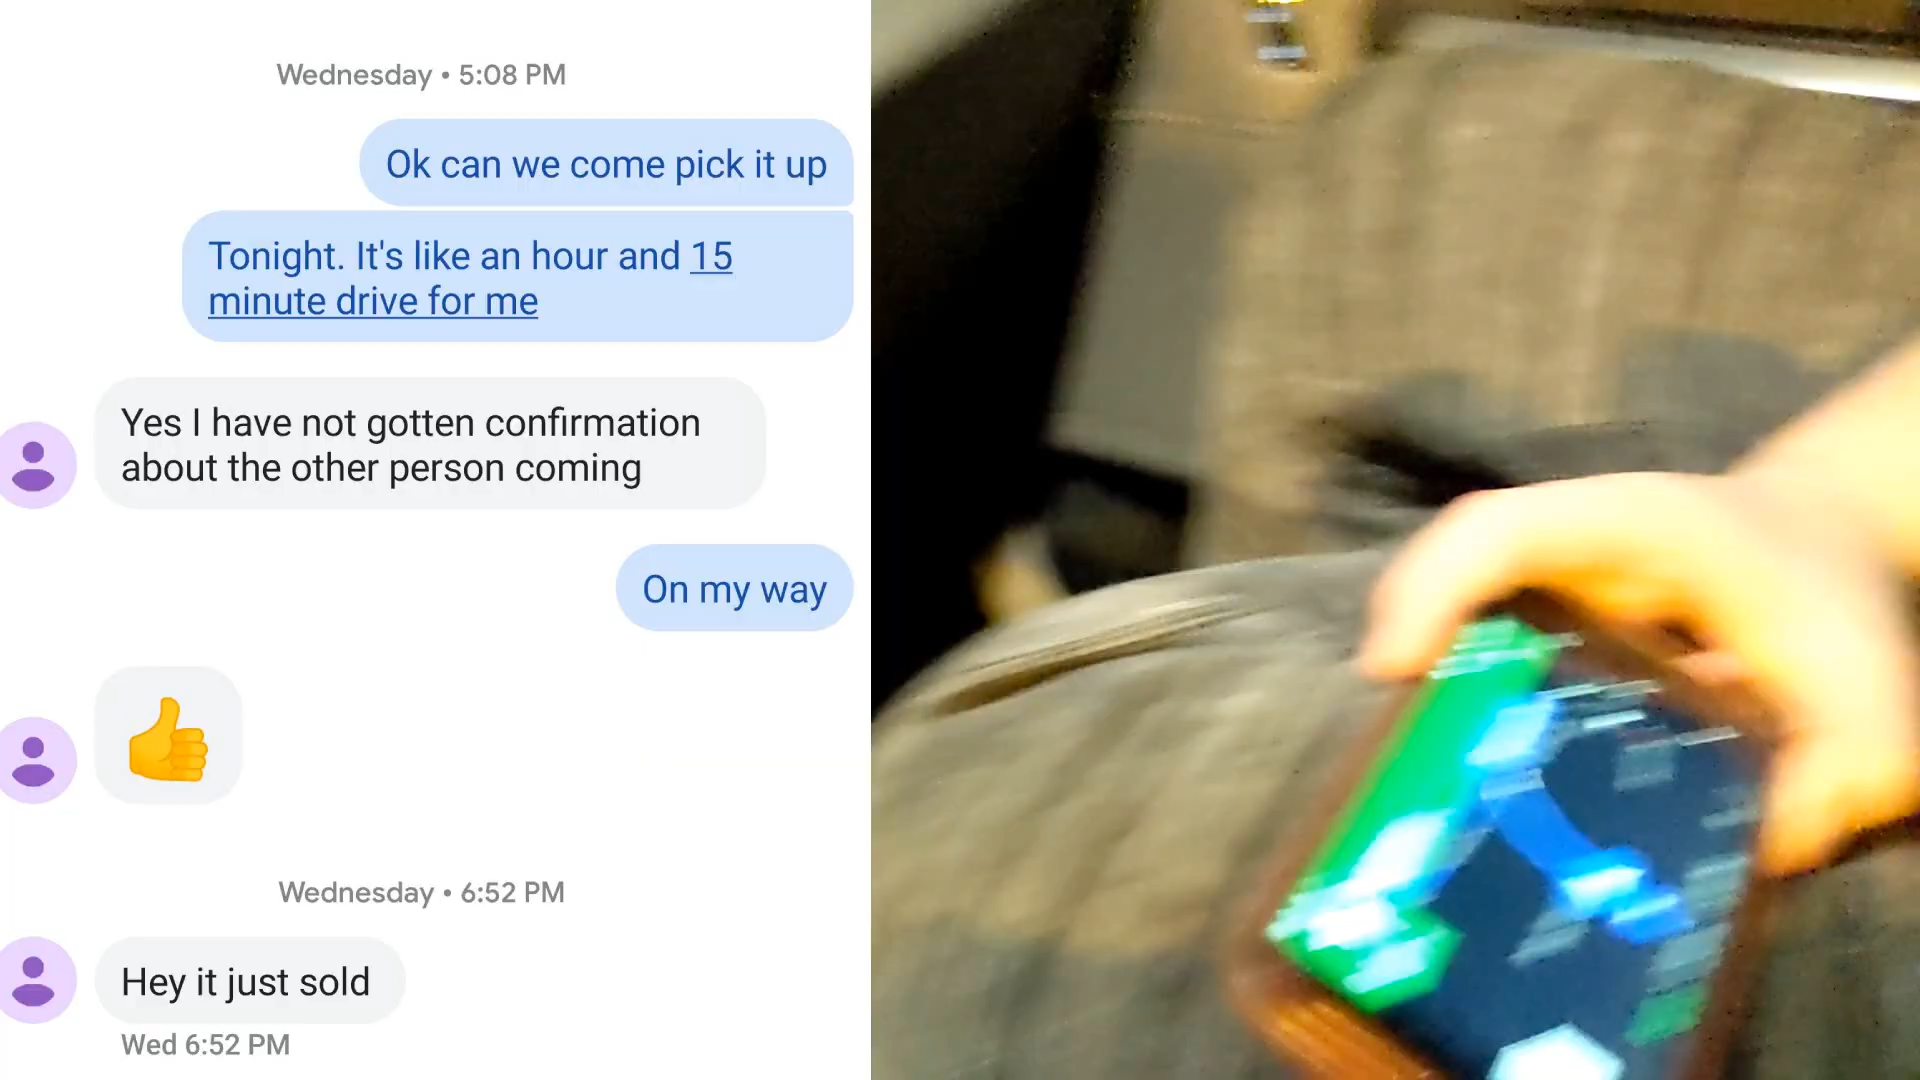 Wednesday • 5:08 PM
Ok can we come pick it up
Tonight. It's like an hour and 15
minute drive for me
Yes I have not gotten confirmation
about the other person coming
On my way
👍
Wednesday • 6:52 PM
Hey it just sold
Wed 6:52 PM